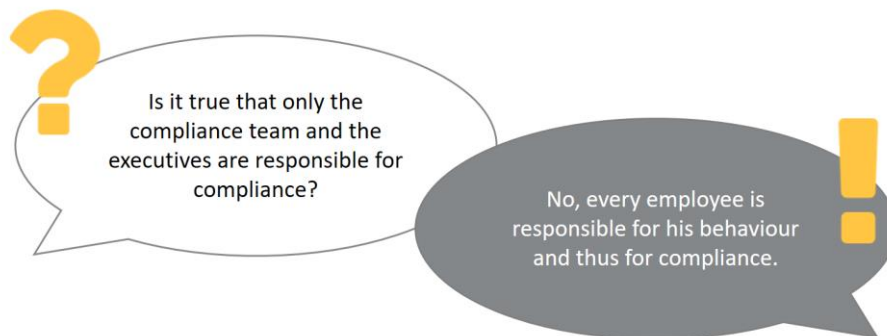 ?
Is it true that only the
compliance team and the
executives are responsible for
compliance?
!
No, every employee is
responsible for his behaviour
and thus for compliance.